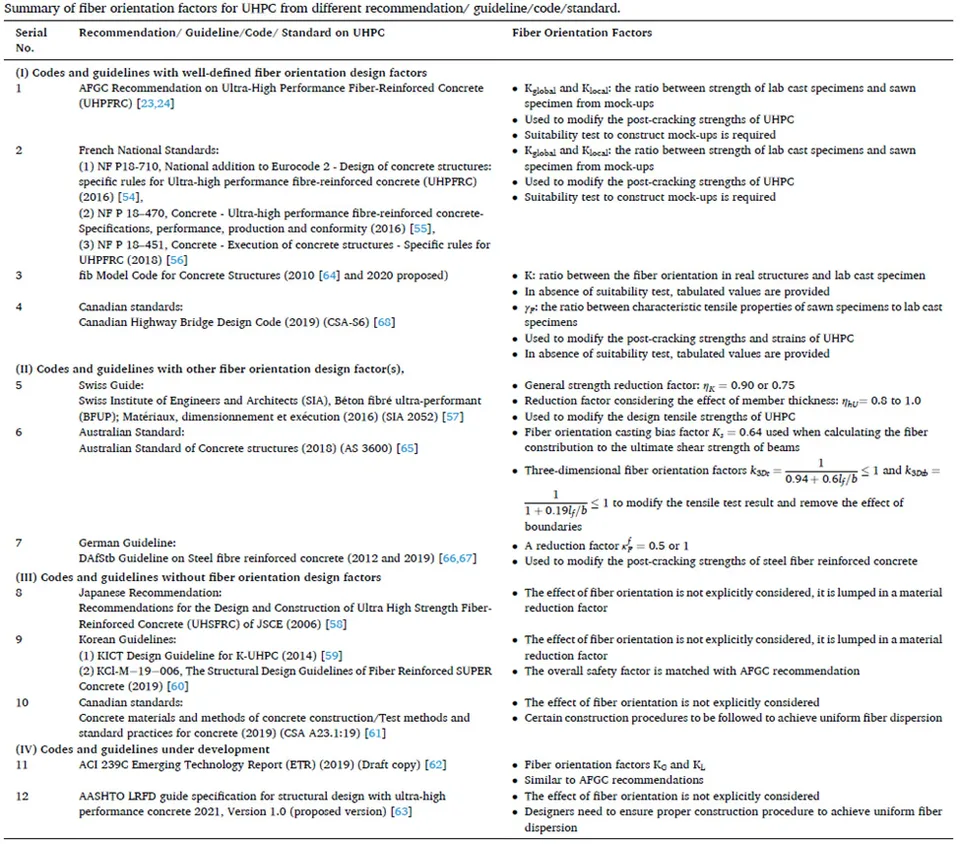 Summary of fiber orientation factors for UHPC from different recommendation/ guideline/code/standard.
Serial No. Recommendation/ Guideline/Code/ Standard on UHPC Fiber Orientation Factors
(I) Codes and guidelines with well-defined fiber orientation design factors
1 AFGC Recommendation on Ultra-High Performance Fiber-Reinforced Concrete
(UHPFRC) [23,24]
• Kglobal and Klocal: the ratio between strength of lab cast specimens and sawn
specimen from mock-ups
• Used to modify the post-cracking strengths of UHPC
• Suitability test to construct mock-ups is required
2 French National Standards:
(1) NF P18-710, National addition to Eurocode 2 - Design of concrete structures:
specific rules for Ultra-high performance fibre-reinforced concrete (UHPFRC)
(2016) [54],
(2) NF P 18–470, Concrete - Ultra-high performance fibre-reinforced concrete-
Specifications, performance, production and conformity (2016) [55],
(3) NF P 18–451, Concrete - Execution of concrete structures - Specific rules for
UHPFRC (2018) [56]
• Kglobal and Klocal: the ratio between strength of lab cast specimens and sawn
specimen from mock-ups
• Used to modify the post-cracking strengths of UHPC
• Suitability test to construct mock-ups is required
3 fib Model Code for Concrete Structures (2010 [64] and 2020 proposed)
• K: ratio between the fiber orientation in real structures and lab cast specimen
• In absence of suitability test, tabulated values are provided
4 Canadian standards:
Canadian Highway Bridge Design Code (2019) (CSA-S6) [68]
• γF: the ratio between characteristic tensile properties of sawn specimens to lab cast
specimens
• Used to modify the post-cracking strengths and strains of UHPC
• In absence of suitability test, tabulated values are provided
(II) Codes and guidelines with other fiber orientation design factor(s),
5 Swiss Guide:
Swiss Institute of Engineers and Architects (SIA), Béton fibré ultra-performant
(BFUP); Matériaux, dimensionnement et exécution (2016) (SIA 2052) [57]
• General strength reduction factor: ηK = 0.90 or 0.75
• Reduction factor considering the effect of member thickness: ηhU= 0.8 to 1.0
• Used to modify the design tensile strengths of UHPC
6 Australian Standard:
Australian Standard of Concrete structures (2018) (AS 3600) [65]
• Fiber orientation casting bias factor Ks = 0.64 used when calculating the fiber
contribution to the ultimate shear strength of beams
• Three-dimensional fiber orientation factors k3Dt = 1/(0.94 + 0.6lf/b) ≤ 1 and k3Dtb =
1/(1 + 0.19lf/b) ≤ 1 to modify the tensile test result and remove the effect of
boundaries
7 German Guideline:
DAfStb Guideline on Steel fibre reinforced concrete (2012 and 2019) [66,67]
• A reduction factor κfF = 0.5 or 1
• Used to modify the post-cracking strengths of steel fiber reinforced concrete
(III) Codes and guidelines without fiber orientation design factors
8 Japanese Recommendation:
Recommendations for the Design and Construction of Ultra High Strength Fiber-
Reinforced Concrete (UHSFRC) of JSCE (2006) [58]
• The effect of fiber orientation is not explicitly considered, it is lumped in a material
reduction factor
9 Korean Guidelines:
(1) KICT Design Guideline for K-UHPC (2014) [59]
(2) KCI-M−19−006, The Structural Design Guidelines of Fiber Reinforced SUPER
Concrete (2019) [60]
• The effect of fiber orientation is not explicitly considered, it is lumped in a material
reduction factor
• The overall safety factor is matched with AFGC recommendation
10 Canadian standards:
Concrete materials and methods of concrete construction/Test methods and
standard practices for concrete (2019) (CSA A23.1:19) [61]
• The effect of fiber orientation is not explicitly considered
• Certain construction procedures to be followed to achieve uniform fiber dispersion
(IV) Codes and guidelines under development
11 ACI 239C Emerging Technology Report (ETR) (2019) (Draft copy) [62]
• Fiber orientation factors KG and KL
• Similar to AFGC recommendations
12 AASHTO LRFD guide specification for structural design with ultra-high
performance concrete 2021, Version 1.0 (proposed version) [63]
• The effect of fiber orientation is not explicitly considered
• Designers need to ensure proper construction procedure to achieve uniform fiber
dispersion